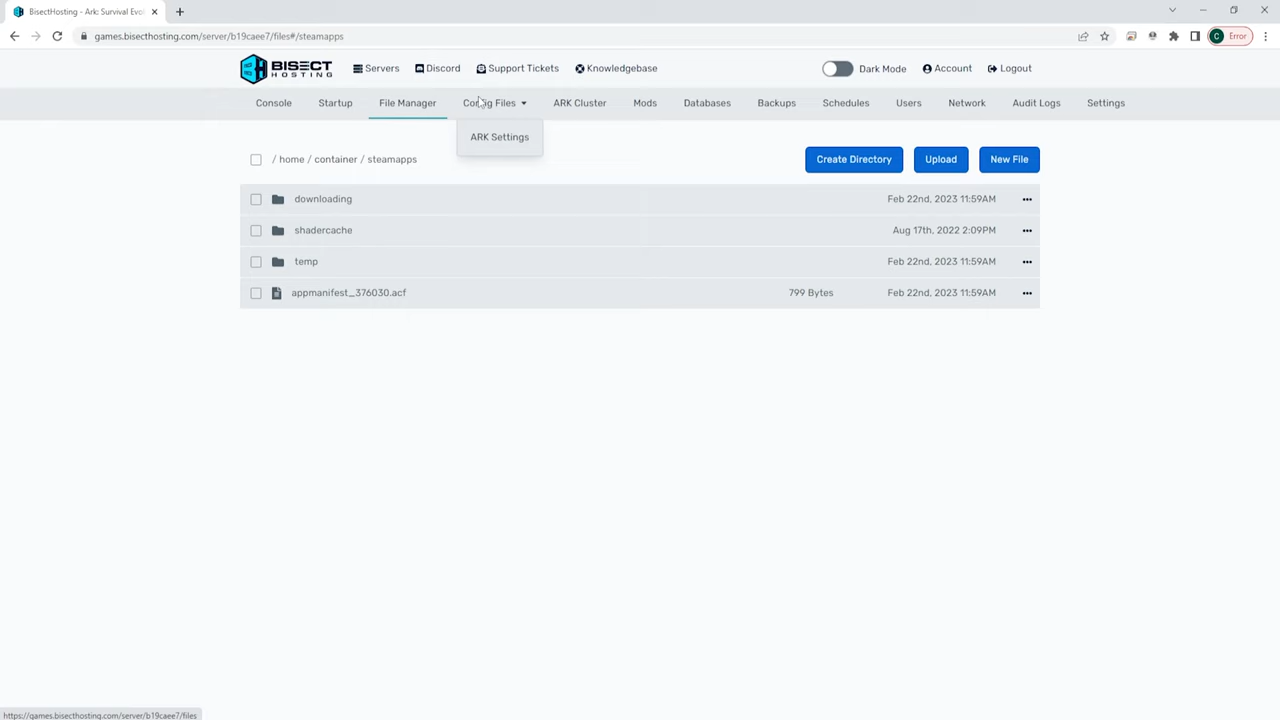 BisectHosting - Ark: Survival Evol
games.bisecthosting.com/server/b19caee7/files#/steamapps
C Error
BISECT HOSTING Servers Discord Support Tickets Knowledgebase Dark Mode Account Logout
Console Startup File Manager Config Files ARK Cluster Mods Databases Backups Schedules Users Network Audit Logs Settings
ARK Settings
/ home / container / steamapps Create Directory Upload New File
downloading Feb 22nd, 2023 11:59AM
shadercache Aug 17th, 2022 2:09PM
temp Feb 22nd, 2023 11:59AM
appmanifest_376030.acf 799 Bytes Feb 22nd, 2023 11:59AM
https://games.bisecthosting.com/server/b19caee7/files